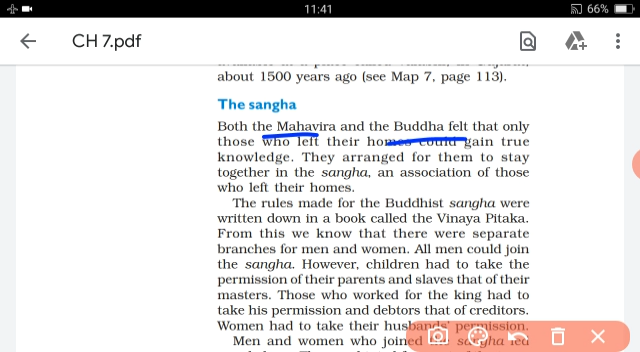 11:41
66%
CH 7.pdf
about 1500 years ago (see Map 7, page 113).
The sangha
Both the Mahavira and the Buddha felt that only
those who left their homes could gain true
knowledge. They arranged for them to stay
together in the sangha, an association of those
who left their homes.
The rules made for the Buddhist sangha were
written down in a book called the Vinaya Pitaka.
From this we know that there were separate
branches for men and women. All men could join
the sangha. However, children had to take the
permission of their parents and slaves that of their
masters. Those who worked for the king had to
take his permission and debtors that of creditors.
Women had to take their husbands' permission.
Men and women who joined the sangha led